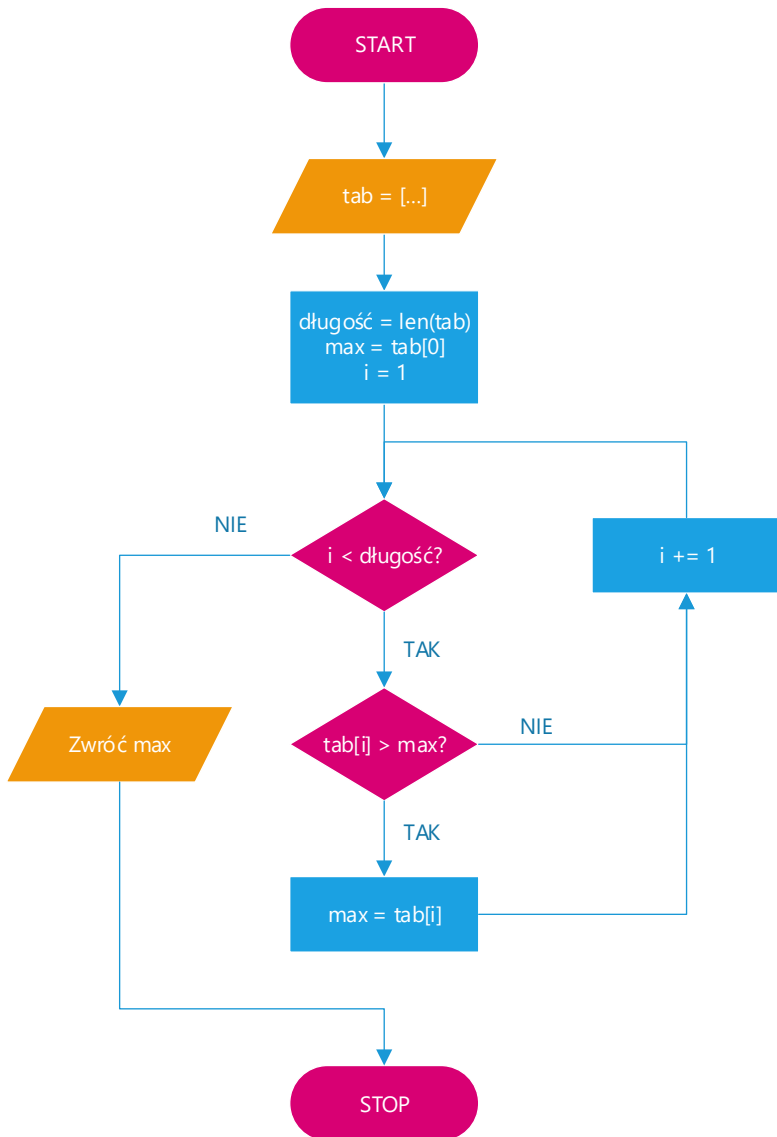 START
tab = [...]
długość = len(tab)
max = tab[0]
i = 1
NIE
i < długość?
i += 1
TAK
Zwróć max
tab[i] > max?
NIE
TAK
max = tab[i]
STOP